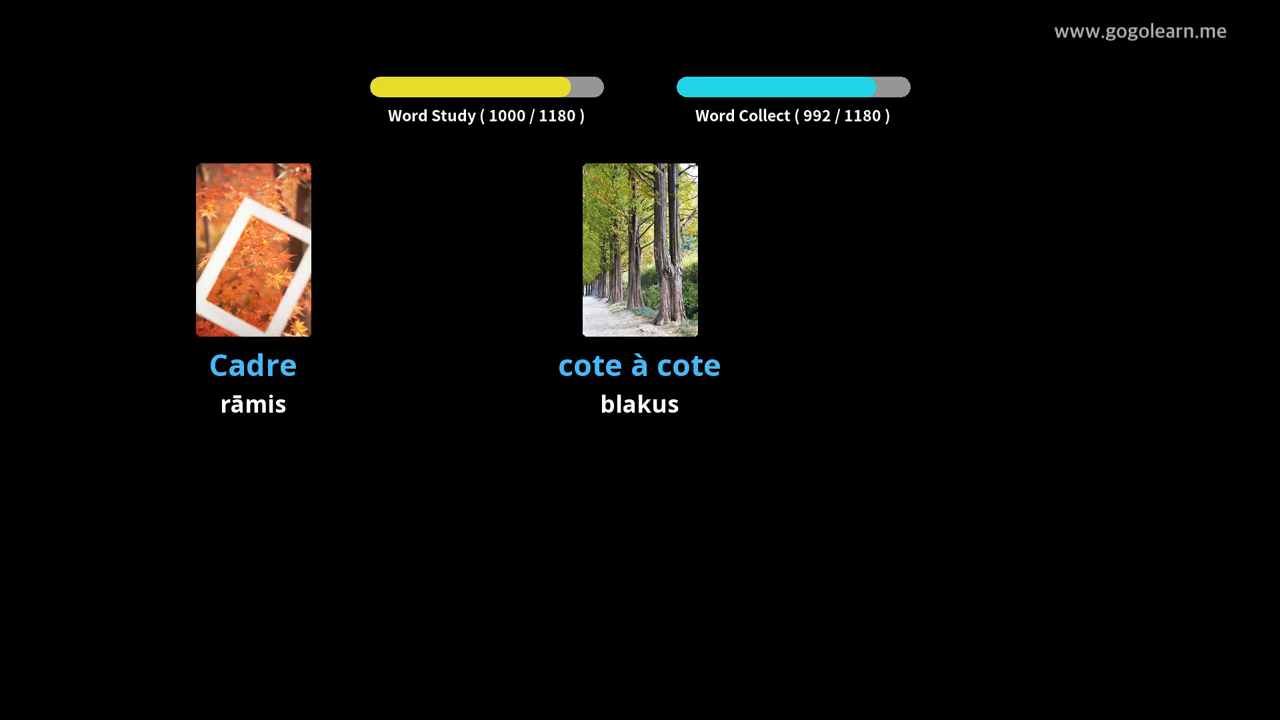 www.gogolearn.me
Word Study ( 1000 / 1180 )
Word Collect ( 992 / 1180 )
Cadre
rāmis
cote à cote
blakus